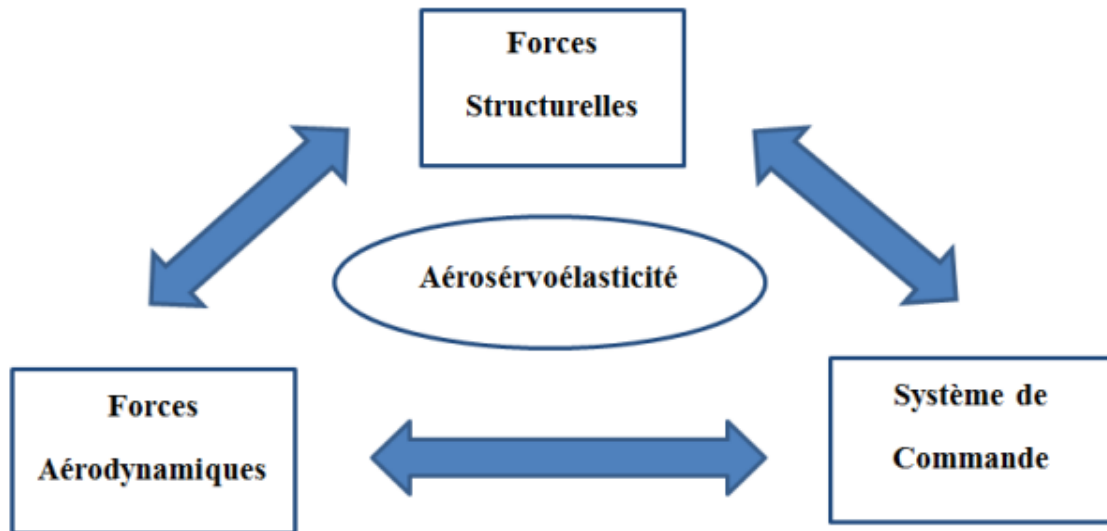 Forces
Structurelles
Aérosérvoélasticité
Forces
Aérodynamiques
Système de
Commande